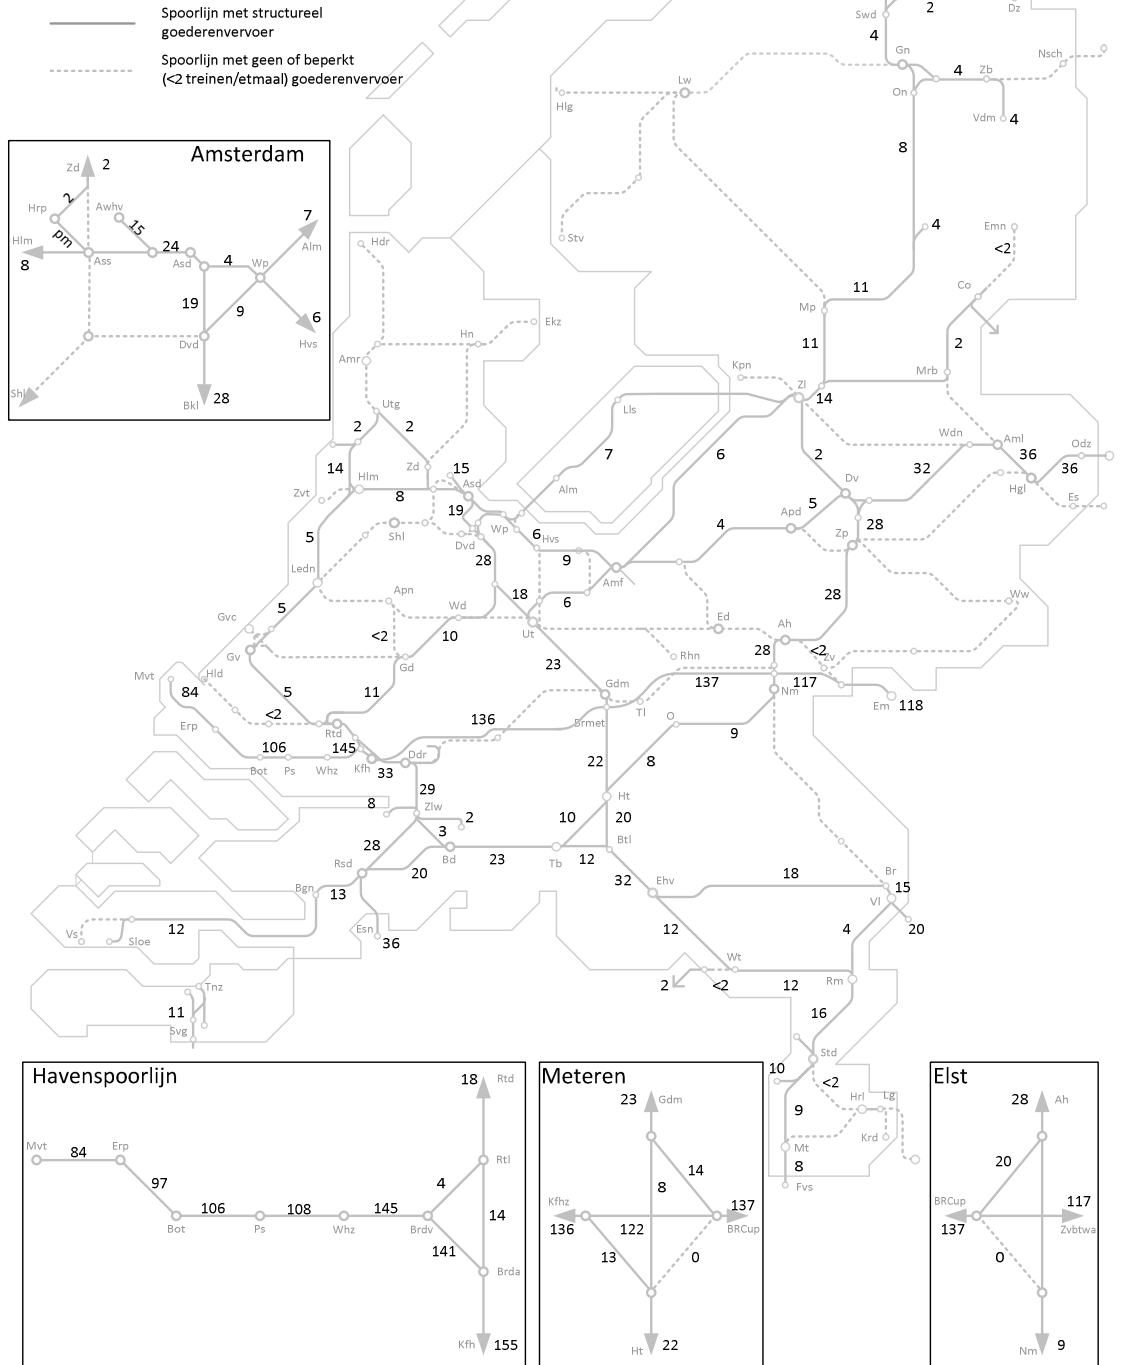 Spoorlijn met structureel
goederenvervoer
Spoorlijn met geen of beperkt
(<2 treinen/etmaal) goederenvervoer
Swd
2
Dz
4
Gn
Nsch
4
Zb
On
Vdm
4
Lw
Hlg
8
Stv
4
Emn
<2
Co
11
Mp
11
2
Mrb
Kpn
Zl
14
Amsterdam
Zd
2
2
Hrp
Awhv
15
pm
Hlm
8
Ass
24
Asd
4
Wp
7
Alm
19
9
6
Hvs
Dvd
Shl
Bkl
28
Hdr
Ekz
Hn
Amr
Utg
2
2
Lls
7
6
2
Wdn
Aml
36
Odz
36
Hgl
Es
32
14
Hlm
Zd
15
8
Asd
Zvt
Alm
Dv
5
Apd
28
Zp
19
Wp
Shl
Dvd
6
Hvs
4
5
28
9
Amf
Ledn
Apn
18
6
28
Ww
5
Wd
Gvc
<2
10
Ut
Ed
Ah
Gv
Gd
23
Rhn
28
<2
Zv
Mvt
84
Hld
5
11
Gdm
137
117
Nm
Em
118
Erp
<2
Rtd
136
Brmet
Tl
O
9
106
145
Bot
Ps
Whz
Kfh
33
Ddr
22
8
29
8
Zlw
2
Ht
10
20
3
28
Bd
23
Tb
12
Btl
Rsd
20
32
Ehv
18
Br
15
Bgn
13
Vl
12
Vs
Sloe
Esn
36
12
4
20
Wt
2
<2
12
Rm
Tnz
11
Svg
16
Std
10
<2
9
Hrl
Lg
Krd
Mt
8
Fvs
Havenspoorlijn
18
Rtd
Mvt
84
Erp
Rtl
97
4
106
108
145
14
Bot
Ps
Whz
Brdv
141
Brda
Kfh
155
Meteren
23
Gdm
14
8
Kfhz
137
136
122
BRCup
13
0
Ht
22
Elst
28
Ah
20
BRCup
117
137
Zvbtwa
0
Nm
9